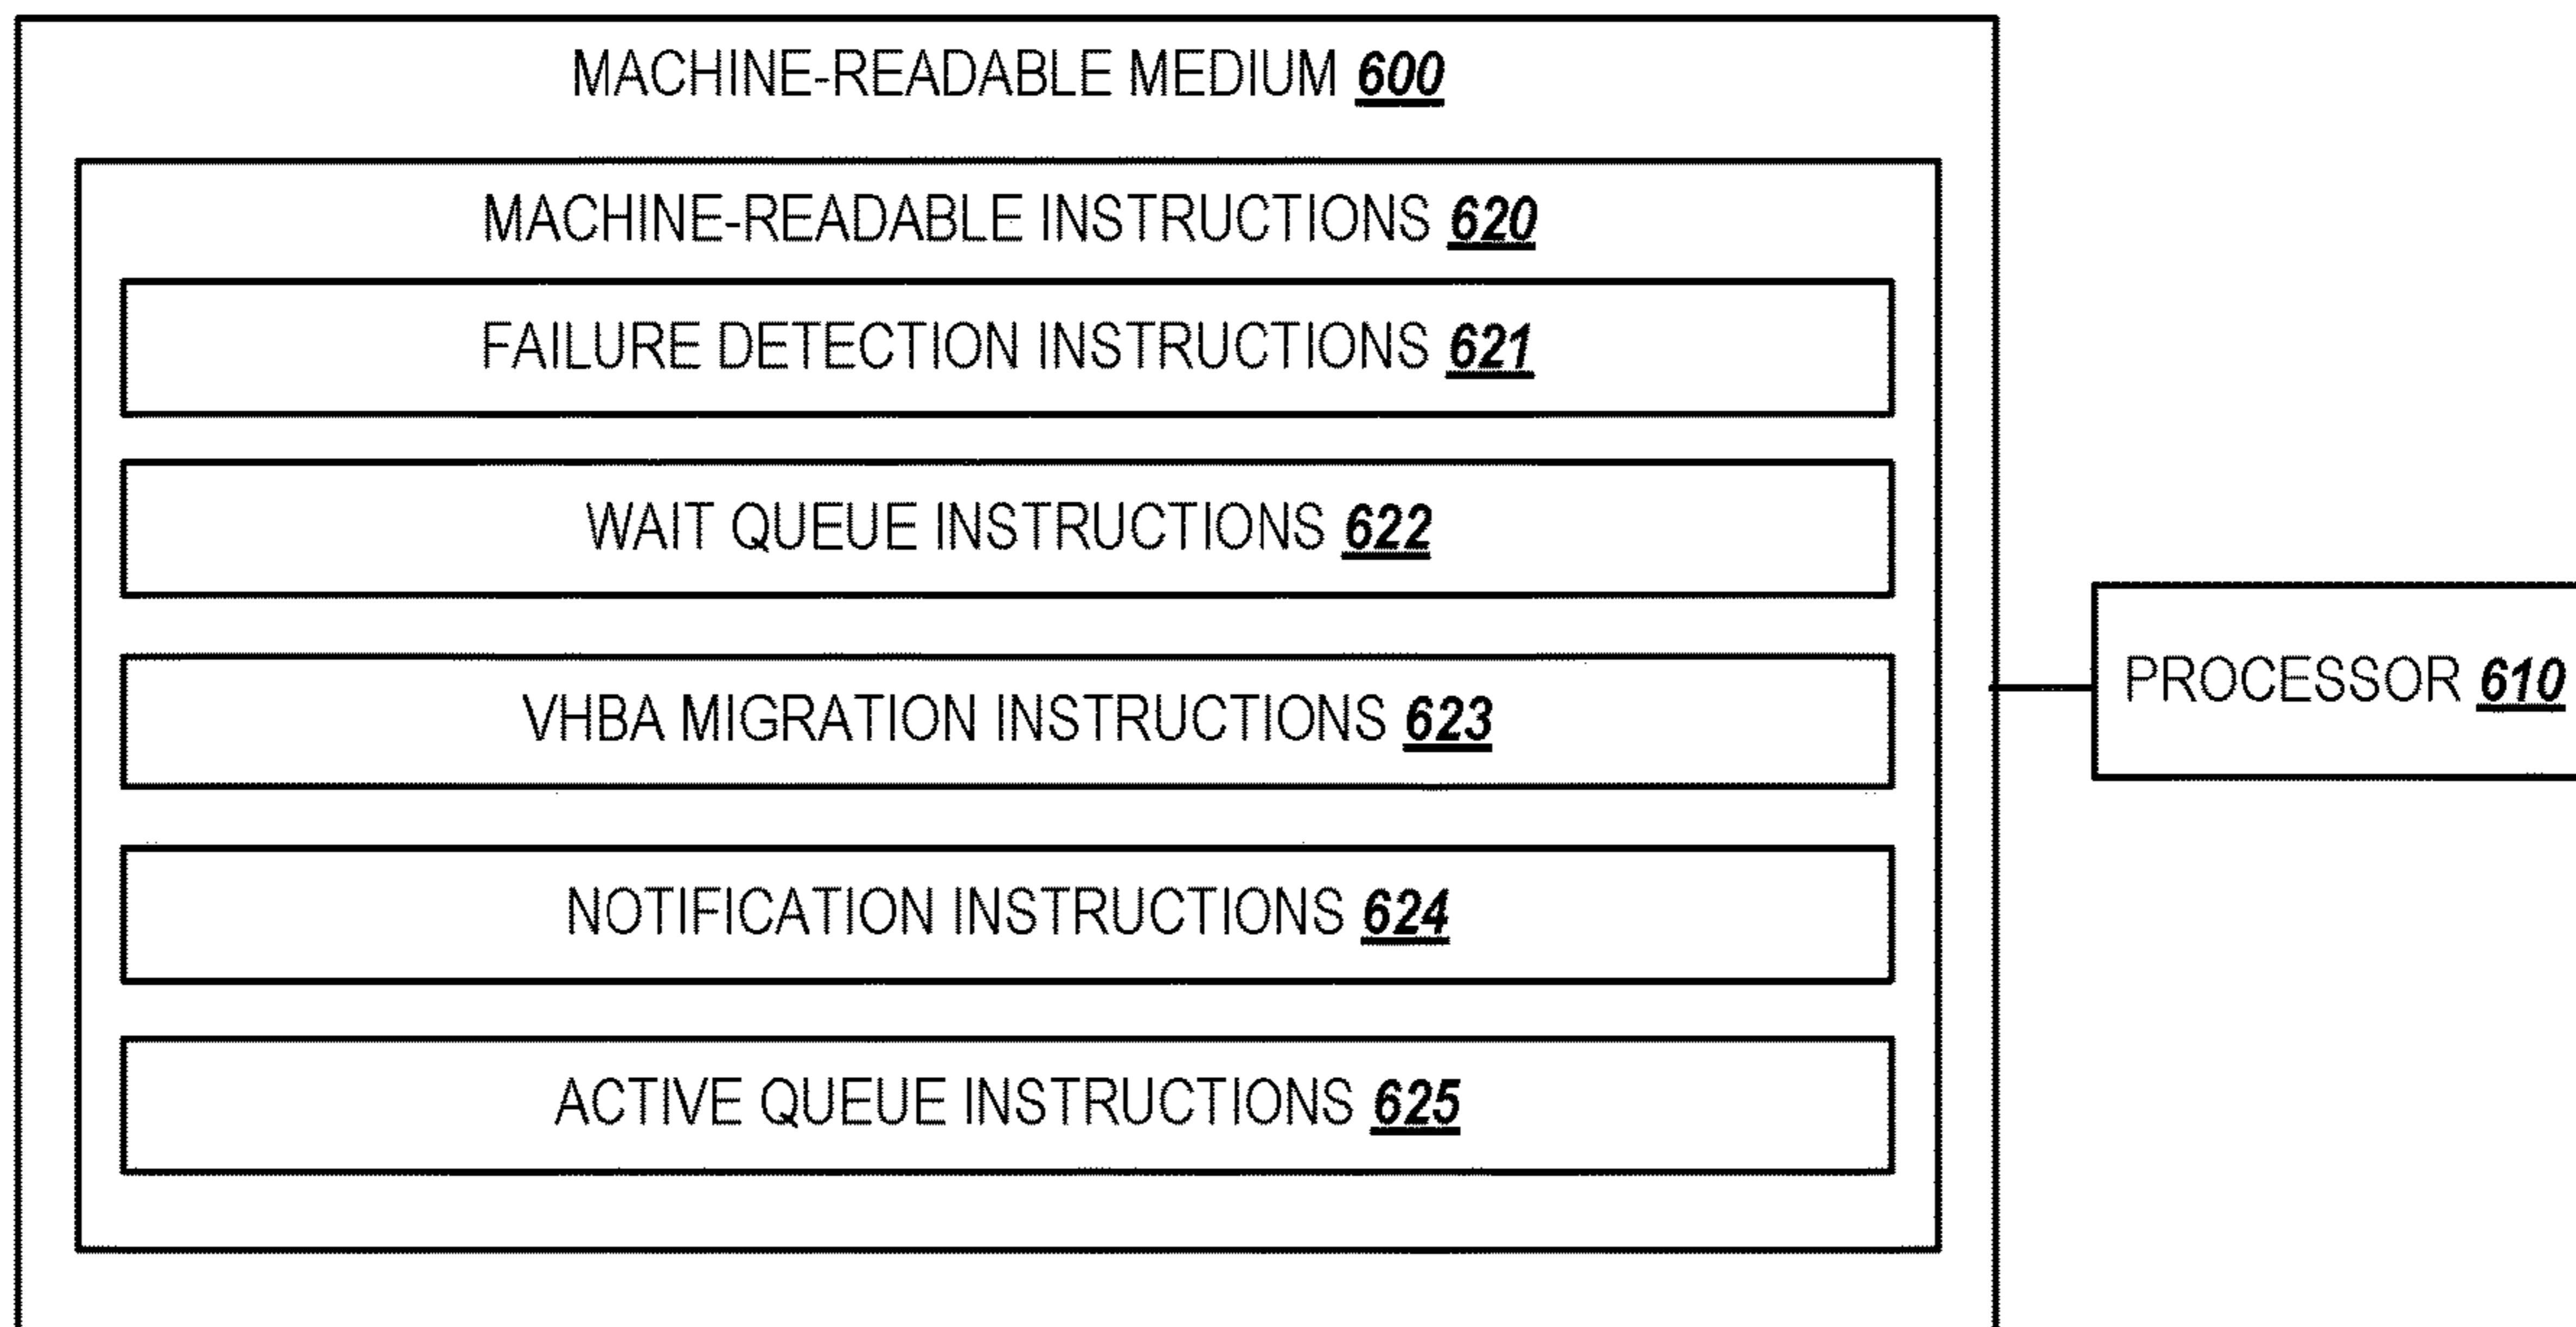 MACHINE-READABLE MEDIUM 600
MACHINE-READABLE INSTRUCTIONS 620
FAILURE DETECTION INSTRUCTIONS 621
WAIT QUEUE INSTRUCTIONS 622
VHBA MIGRATION INSTRUCTIONS 623
PROCESSOR 610
NOTIFICATION INSTRUCTIONS 624
ACTIVE QUEUE INSTRUCTIONS 625